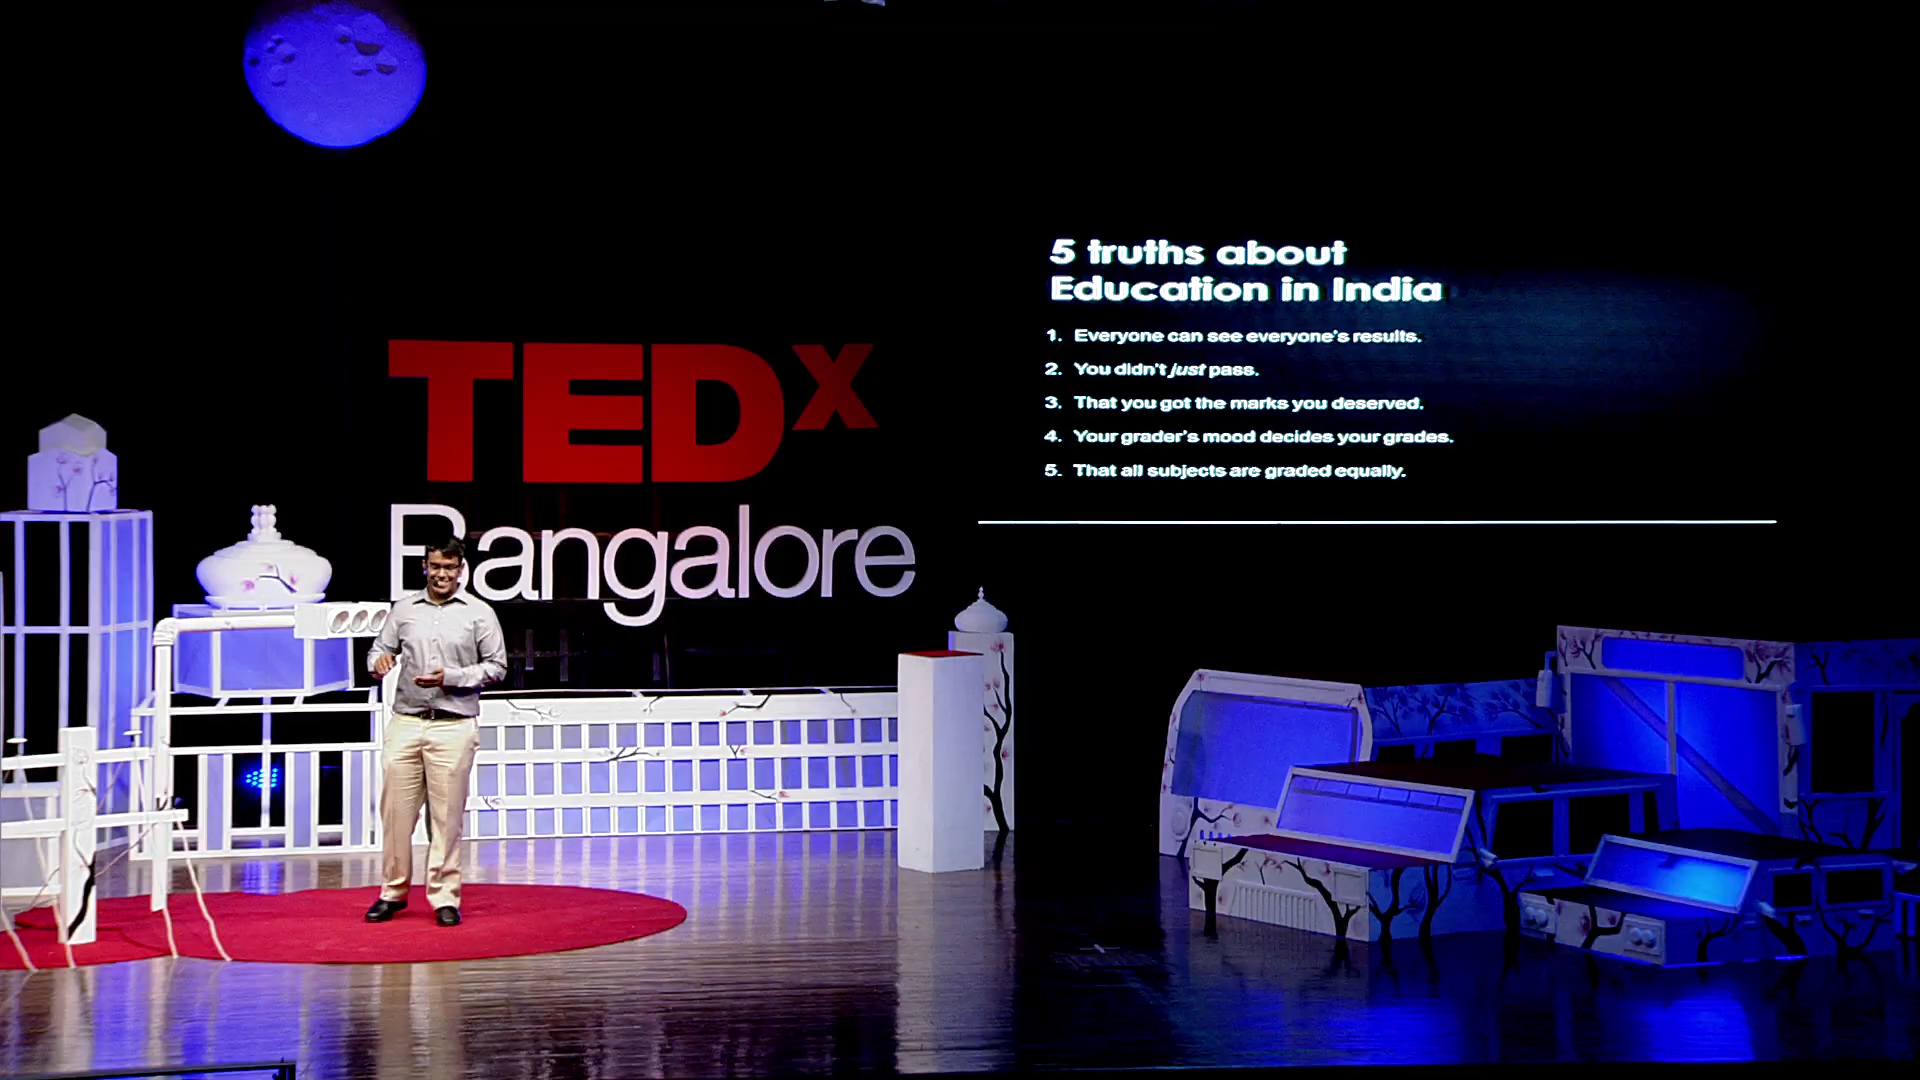 TEDx
Bangalore
5 truths about
Education in India
1. Everyone can see everyone's results.
2. You didn't just pass.
3. That you got the marks you deserved.
4. Your grader's mood decides your grades.
5. That all subjects are graded equally.